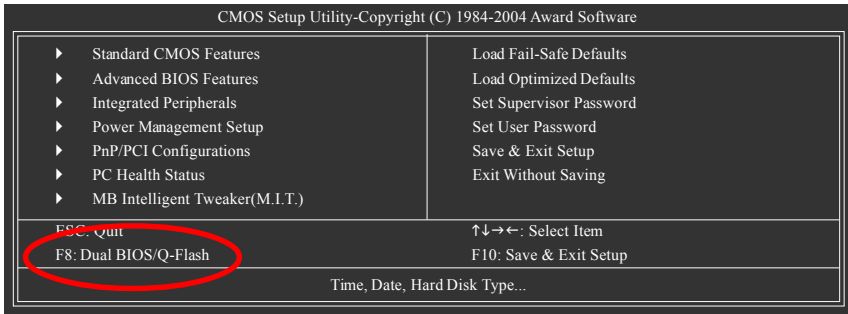 CMOS Setup Utility-Copyright (C) 1984-2004 Award Software
Standard CMOS Features
Advanced BIOS Features
Integrated Peripherals
Power Management Setup
PnP/PCI Configurations
PC Health Status
MB Intelligent Tweaker(M.I.T.)
Load Fail-Safe Defaults
Load Optimized Defaults
Set Supervisor Password
Set User Password
Save & Exit Setup
Exit Without Saving
ESC: Quit
↑↓→←: Select Item
F8: Dual BIOS/Q-Flash
F10: Save & Exit Setup
Time, Date, Hard Disk Type...